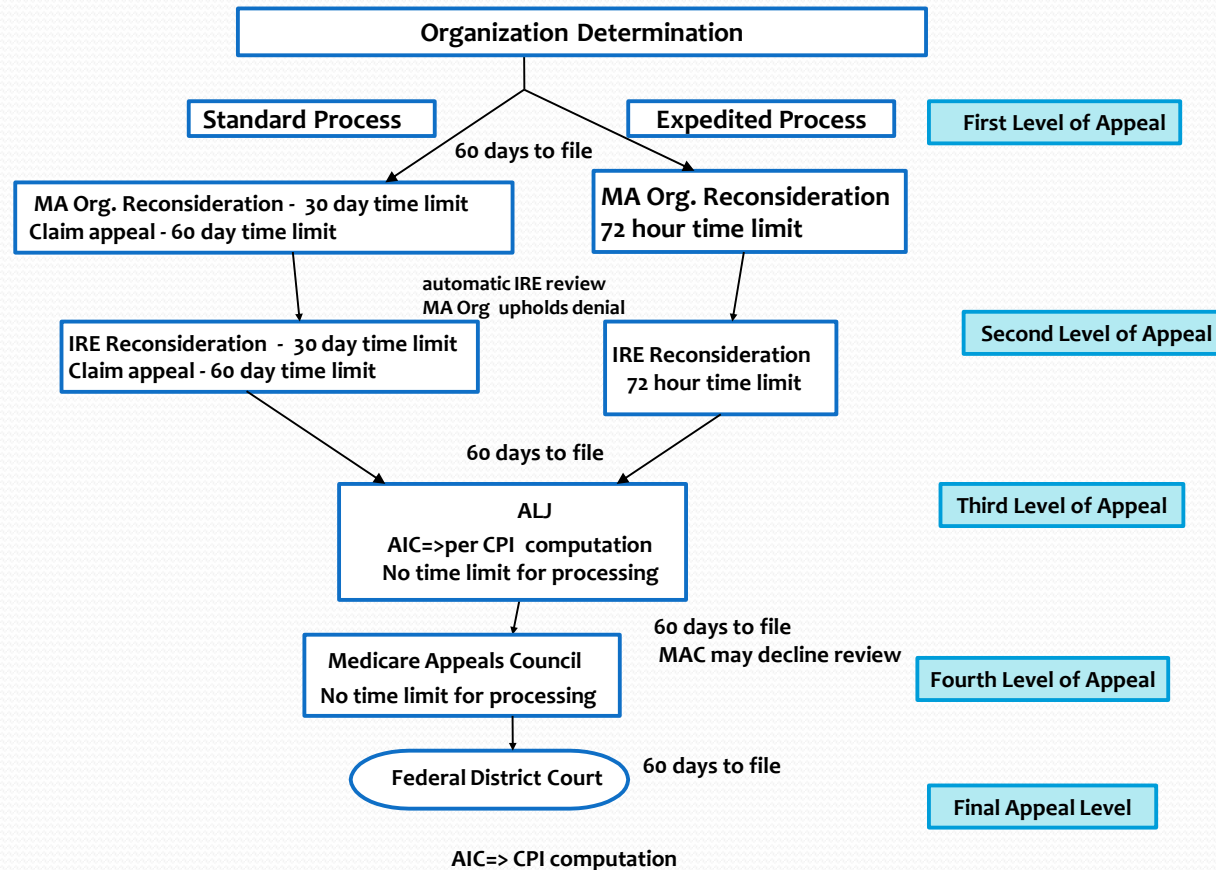 Organization Determination
Standard Process
Expedited Process
First Level of Appeal
60 days to file
MA Org. Reconsideration - 30 day time limit
Claim appeal - 60 day time limit
MA Org. Reconsideration
72 hour time limit
automatic IRE review
MA Org upholds denial
Second Level of Appeal
IRE Reconsideration - 30 day time limit
Claim appeal - 60 day time limit
IRE Reconsideration
72 hour time limit
60 days to file
Third Level of Appeal
ALJ
AIC=>per CPI computation
No time limit for processing
60 days to file
MAC may decline review
Medicare Appeals Council
No time limit for processing
Fourth Level of Appeal
Federal District Court
60 days to file
Final Appeal Level
AIC=> CPI computation